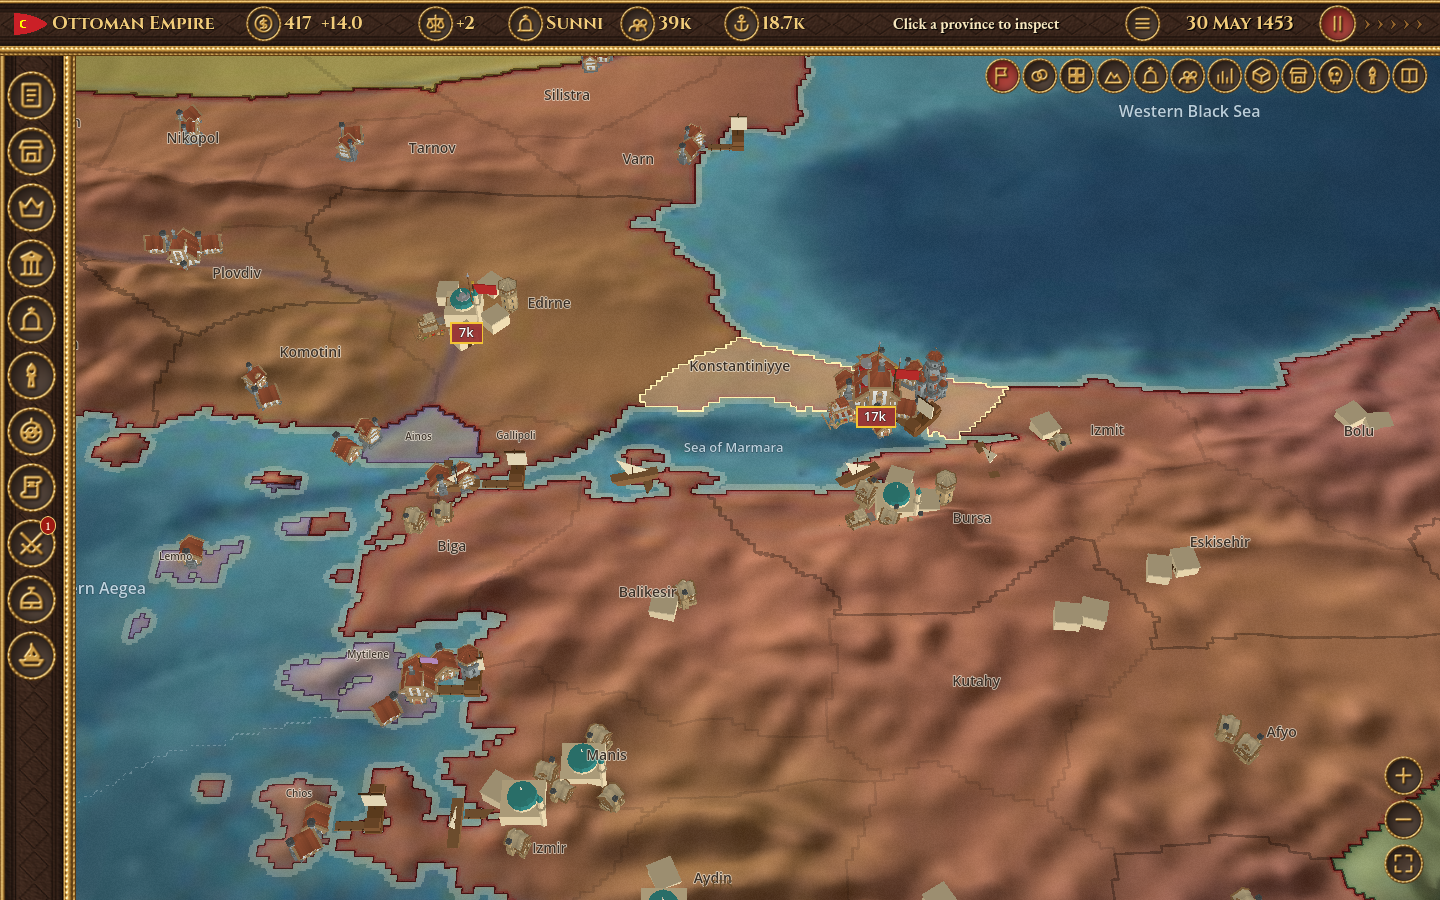 OTTOMAN EMPIRE 417 +14.0 +2 SUNNI 39K 18.7K Click a province to inspect 30 MAY 1453
Western Black Sea
Silistra
Nikopol
Tarnov
Varn
Plovdiv
Edirne
7k
Komotini
Konstantiniyye
17k
Ainos
Gallipoli
Sea of Marmara
Izmit
Bolu
Bursa
1
Biga
Eskisehir
Lemno
rn Aegea
Balikesir
Mytilene
Kutahy
Afyo
Manis
Chios
Izmir
Aydin